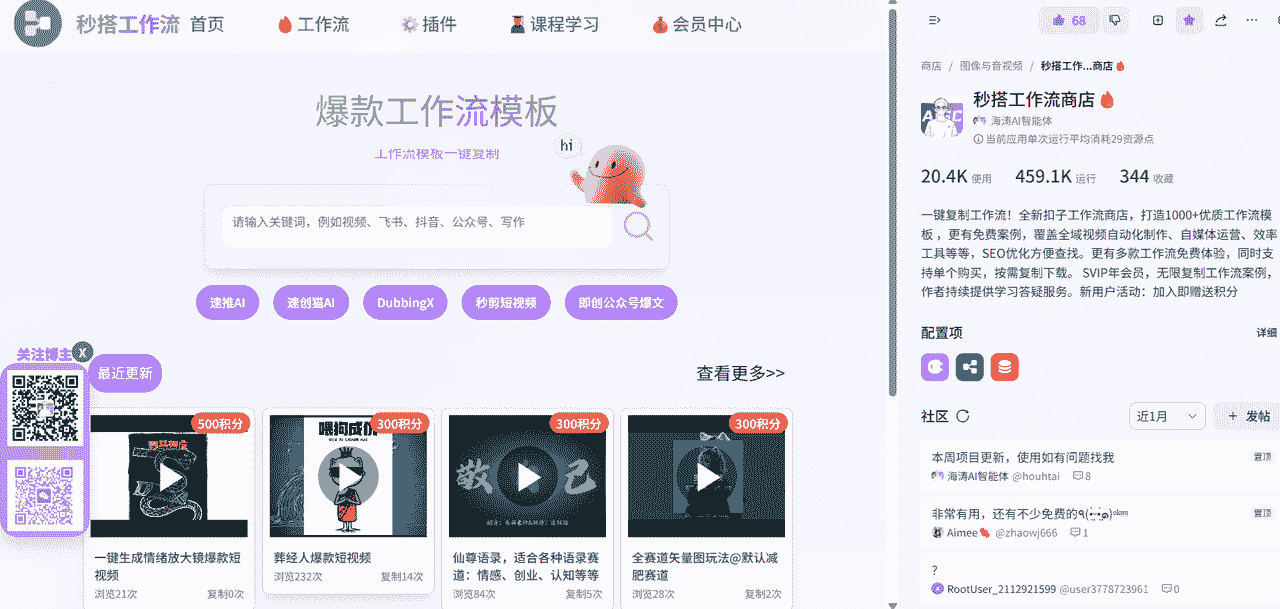 秒搭工作流
首页
工作流
插件
课程学习
会员中心
爆款工作流模板
工作流模板一键复制
hi
请输入关键词，例如视频、飞书、抖音、公众号、写作
速推AI
速创猫AI
DubbingX
秒剪短视频
即创公众号爆文
关注博主
X
最近更新
查看更多>>
500积分
300积分
300积分
300积分
敬
己
一键生成情绪放大镜爆款短
视频
浏览21次 复制0次
葬经人爆款短视频
浏览232次 复制14次
仙尊语录，适合各种语录赛
道：情感、创业、认知等等
浏览84次 复制5次
全赛道矢量图玩法@默认减
肥赛道
浏览28次 复制2次
68
商店 / 图像与音视频 / 秒搭工作...商店
秒搭工作流商店
海涛AI智能体
当前应用单次运行平均消耗29资源点
20.4K 使用 459.1K 运行 344 收藏
一键复制工作流！全新扣子工作流商店，打造1000+优质工作流模
板 ，更有免费案例，覆盖全域视频自动化制作、自媒体运营、效率
工具等等，SEO优化方便查找。更有多款工作流免费体验，同时支
持单个购买，按需复制下载。 SVIP年会员，无限复制工作流案例，
作者持续提供学习答疑服务。新用户活动：加入即赠送积分
配置项
详细
社区
近1月
+ 发帖
本周项目更新，使用如有问题找我
置顶
海涛AI智能体 @houhtai 8
非常有用，还有不少免费的
置顶
Aimee @zhaowj666 1
?
RootUser_2112921599 @user3778723961 0